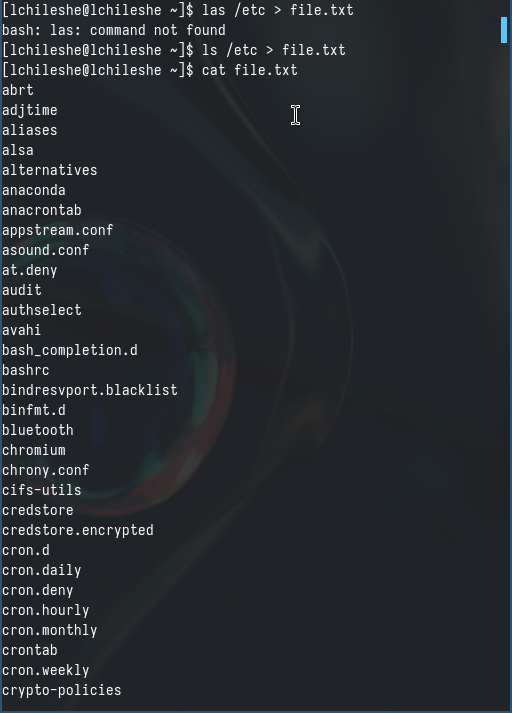 [lchileshe@lchileshe ~]$ las /etc > file.txt
bash: las: command not found
[lchileshe@lchileshe ~]$ ls /etc > file.txt
[lchileshe@lchileshe ~]$ cat file.txt
abrt
adjtime
aliases
alsa
alternatives
anaconda
anacrontab
appstream.conf
asound.conf
at.deny
audit
authselect
avahi
bash_completion.d
bashrc
bindresvport.blacklist
binfmt.d
bluetooth
chromium
chrony.conf
cifs-utils
credstore
credstore.encrypted
cron.d
cron.daily
cron.deny
cron.hourly
cron.monthly
crontab
cron.weekly
crypto-policies